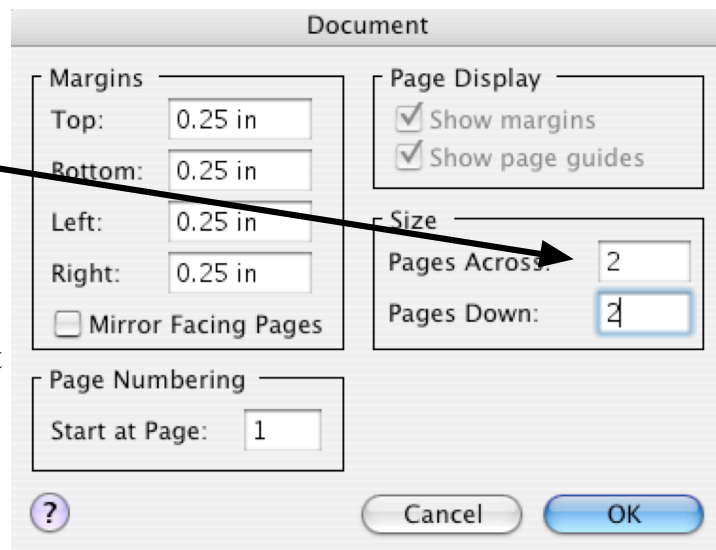 Document
Margins
Top: 0.25 in
Bottom: 0.25 in
Left: 0.25 in
Right: 0.25 in
Mirror Facing Pages
Page Display
Show margins
Show page guides
Size
Pages Across: 2
Pages Down: 2
Page Numbering
Start at Page: 1
?
Cancel
OK